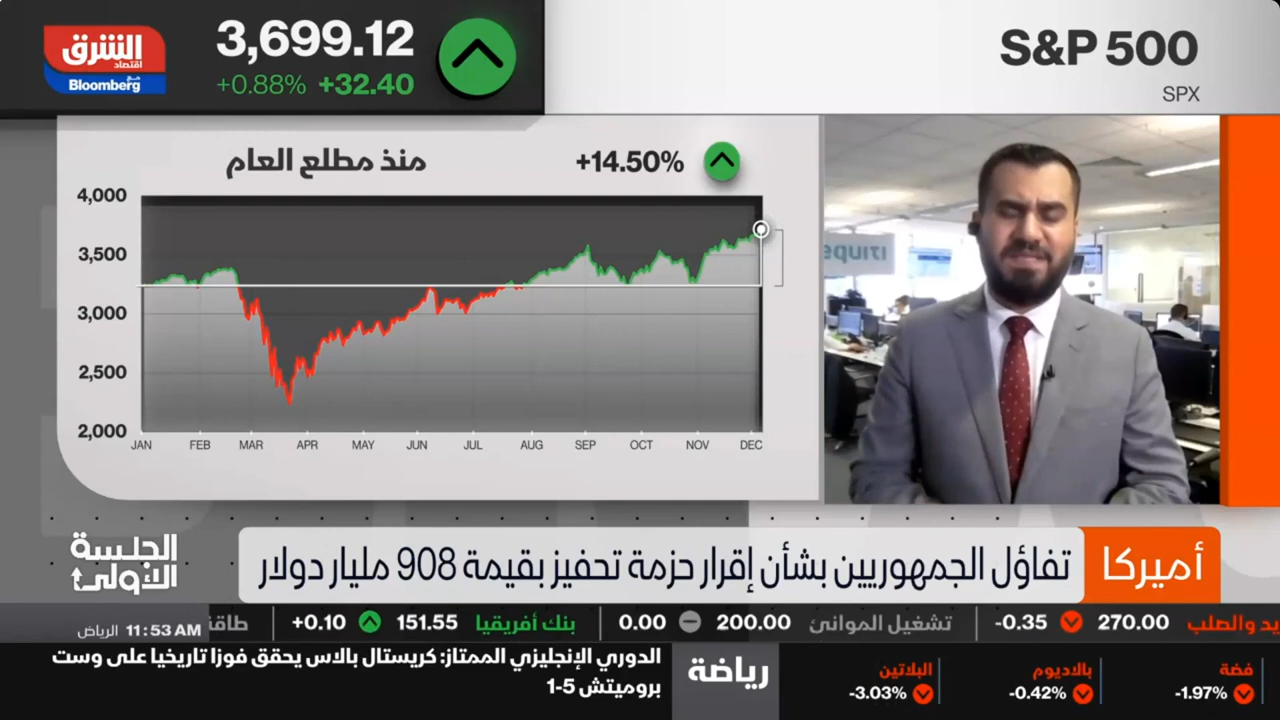 الشرق
اقتصاد
مع
Bloomberg
3,699.12
+0.88% +32.40
S&P 500
SPX
منذ مطلع العام
+14.50%
4,000
3,500
3,000
2,500
2,000
JAN FEB MAR APR MAY JUN JUL AUG SEP OCT NOV DEC
equiti
أميركا
تفاؤل الجمهوريين بشأن إقرار حزمة تحفيز بقيمة 908 مليار دولار
الجلسة
الأولى
يد والصلب 270.00 -0.35
تشغيل الموانئ 200.00 0.00
بنك أفريقيا 151.55 +0.10
طاقة
11:53 AM الرياض
فضة
-1.97%
بالاديوم
-0.42%
البلاتين
-3.03%
رياضة
الدوري الإنجليزي الممتاز: كريستال بالاس يحقق فوزا تاريخيا على وست
بروميتش 5-1